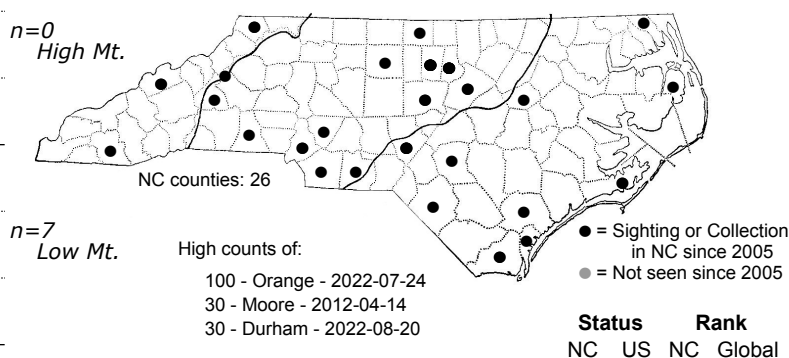 n=0
High Mt.
NC counties: 26
n=7
Low Mt.
High counts of:
100 - Orange - 2022-07-24
30 - Moore - 2012-04-14
30 - Durham - 2022-08-20
● = Sighting or Collection
in NC since 2005
● = Not seen since 2005
Status Rank
NC US NC Global